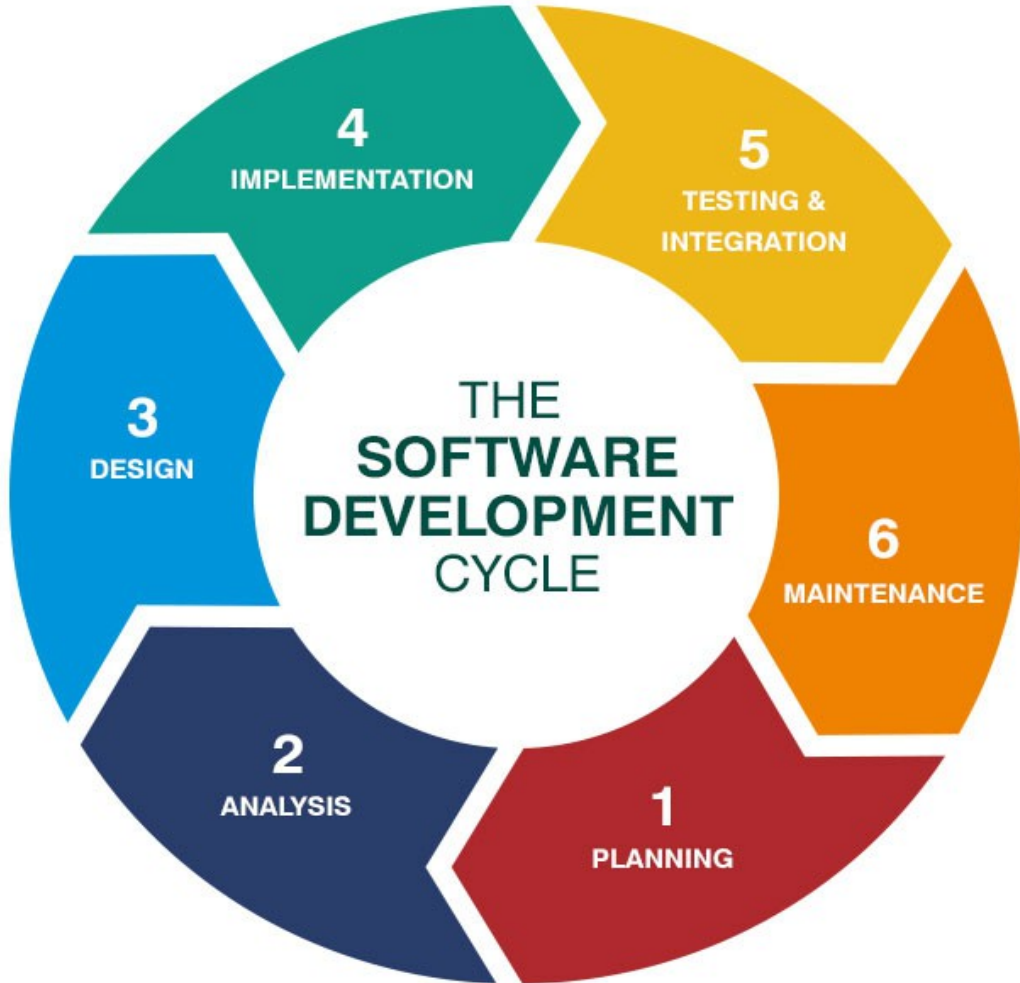 THE
SOFTWARE
DEVELOPMENT
CYCLE
1
PLANNING
2
ANALYSIS
3
DESIGN
4
IMPLEMENTATION
5
TESTING &
INTEGRATION
6
MAINTENANCE